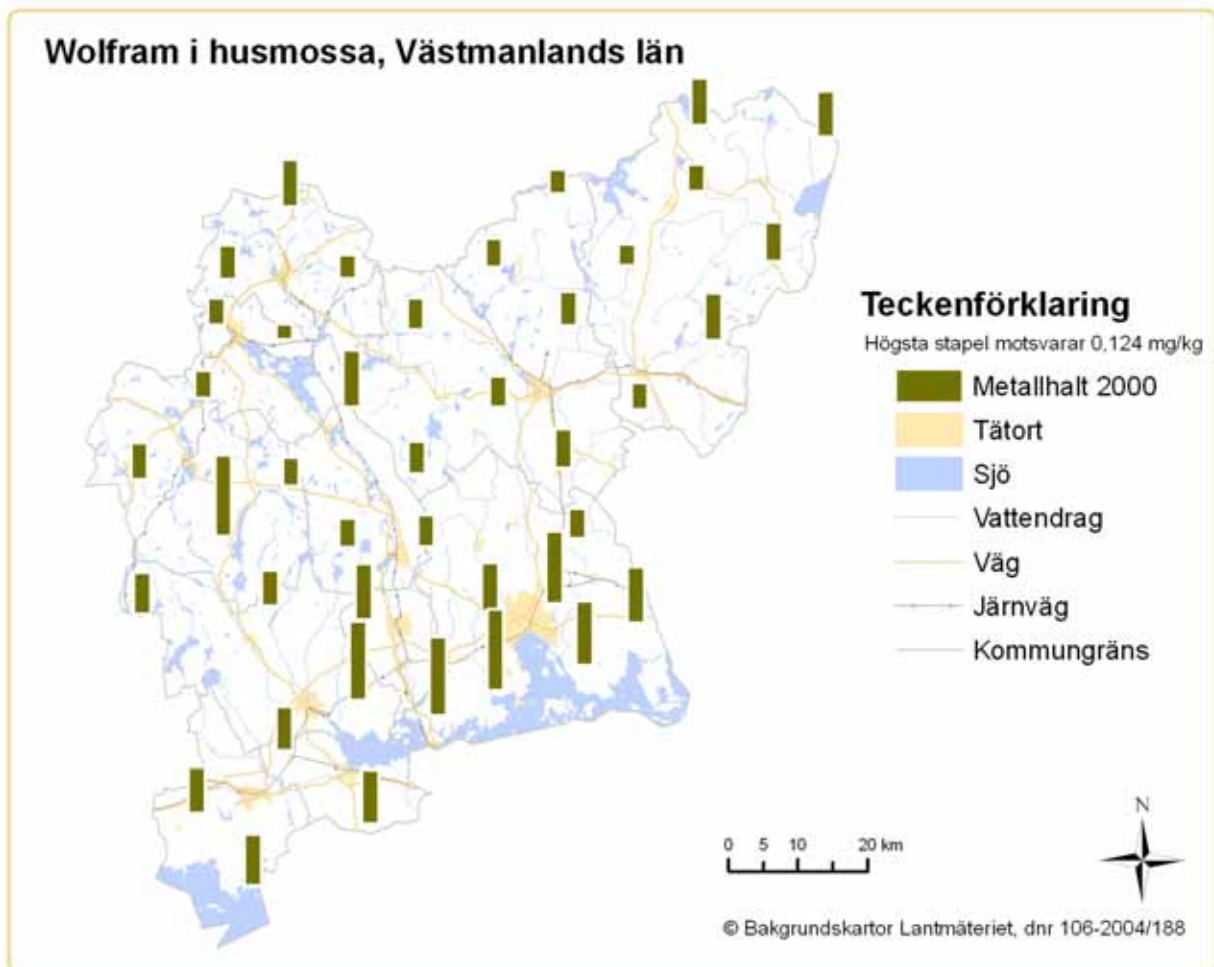 Wolfram i husmossa, Västmanlands län
Teckenförklaring
Högsta stapel motsvarar 0,124 mg/kg
Metallhalt 2000
Tätort
Sjö
Vattendrag
Väg
Järnväg
Kommungräns
N
0 5 10 20 km
© Bakgrundskartor Lantmäteriet, dnr 106-2004/188